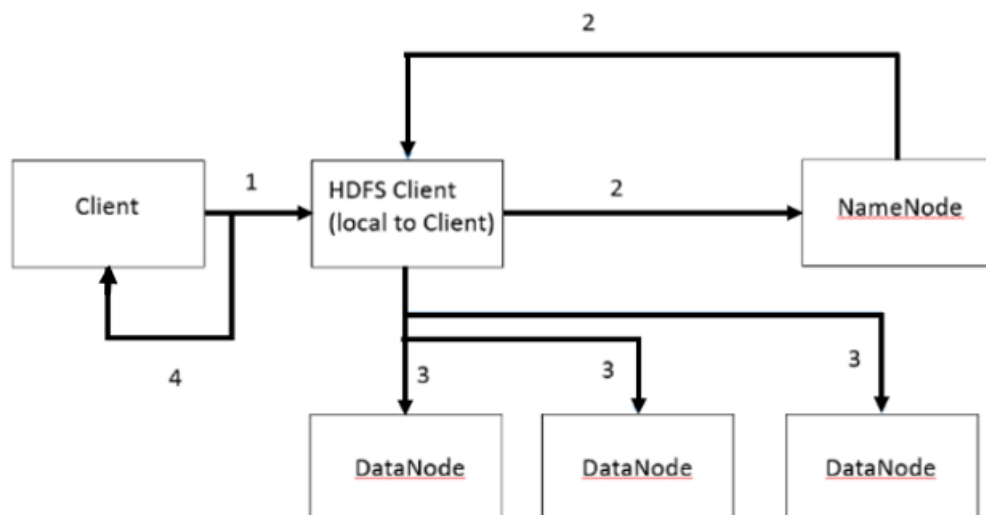 2
Client
1
HDFS Client
(local to Client)
2
NameNode
4
3
3
3
DataNode
DataNode
DataNode